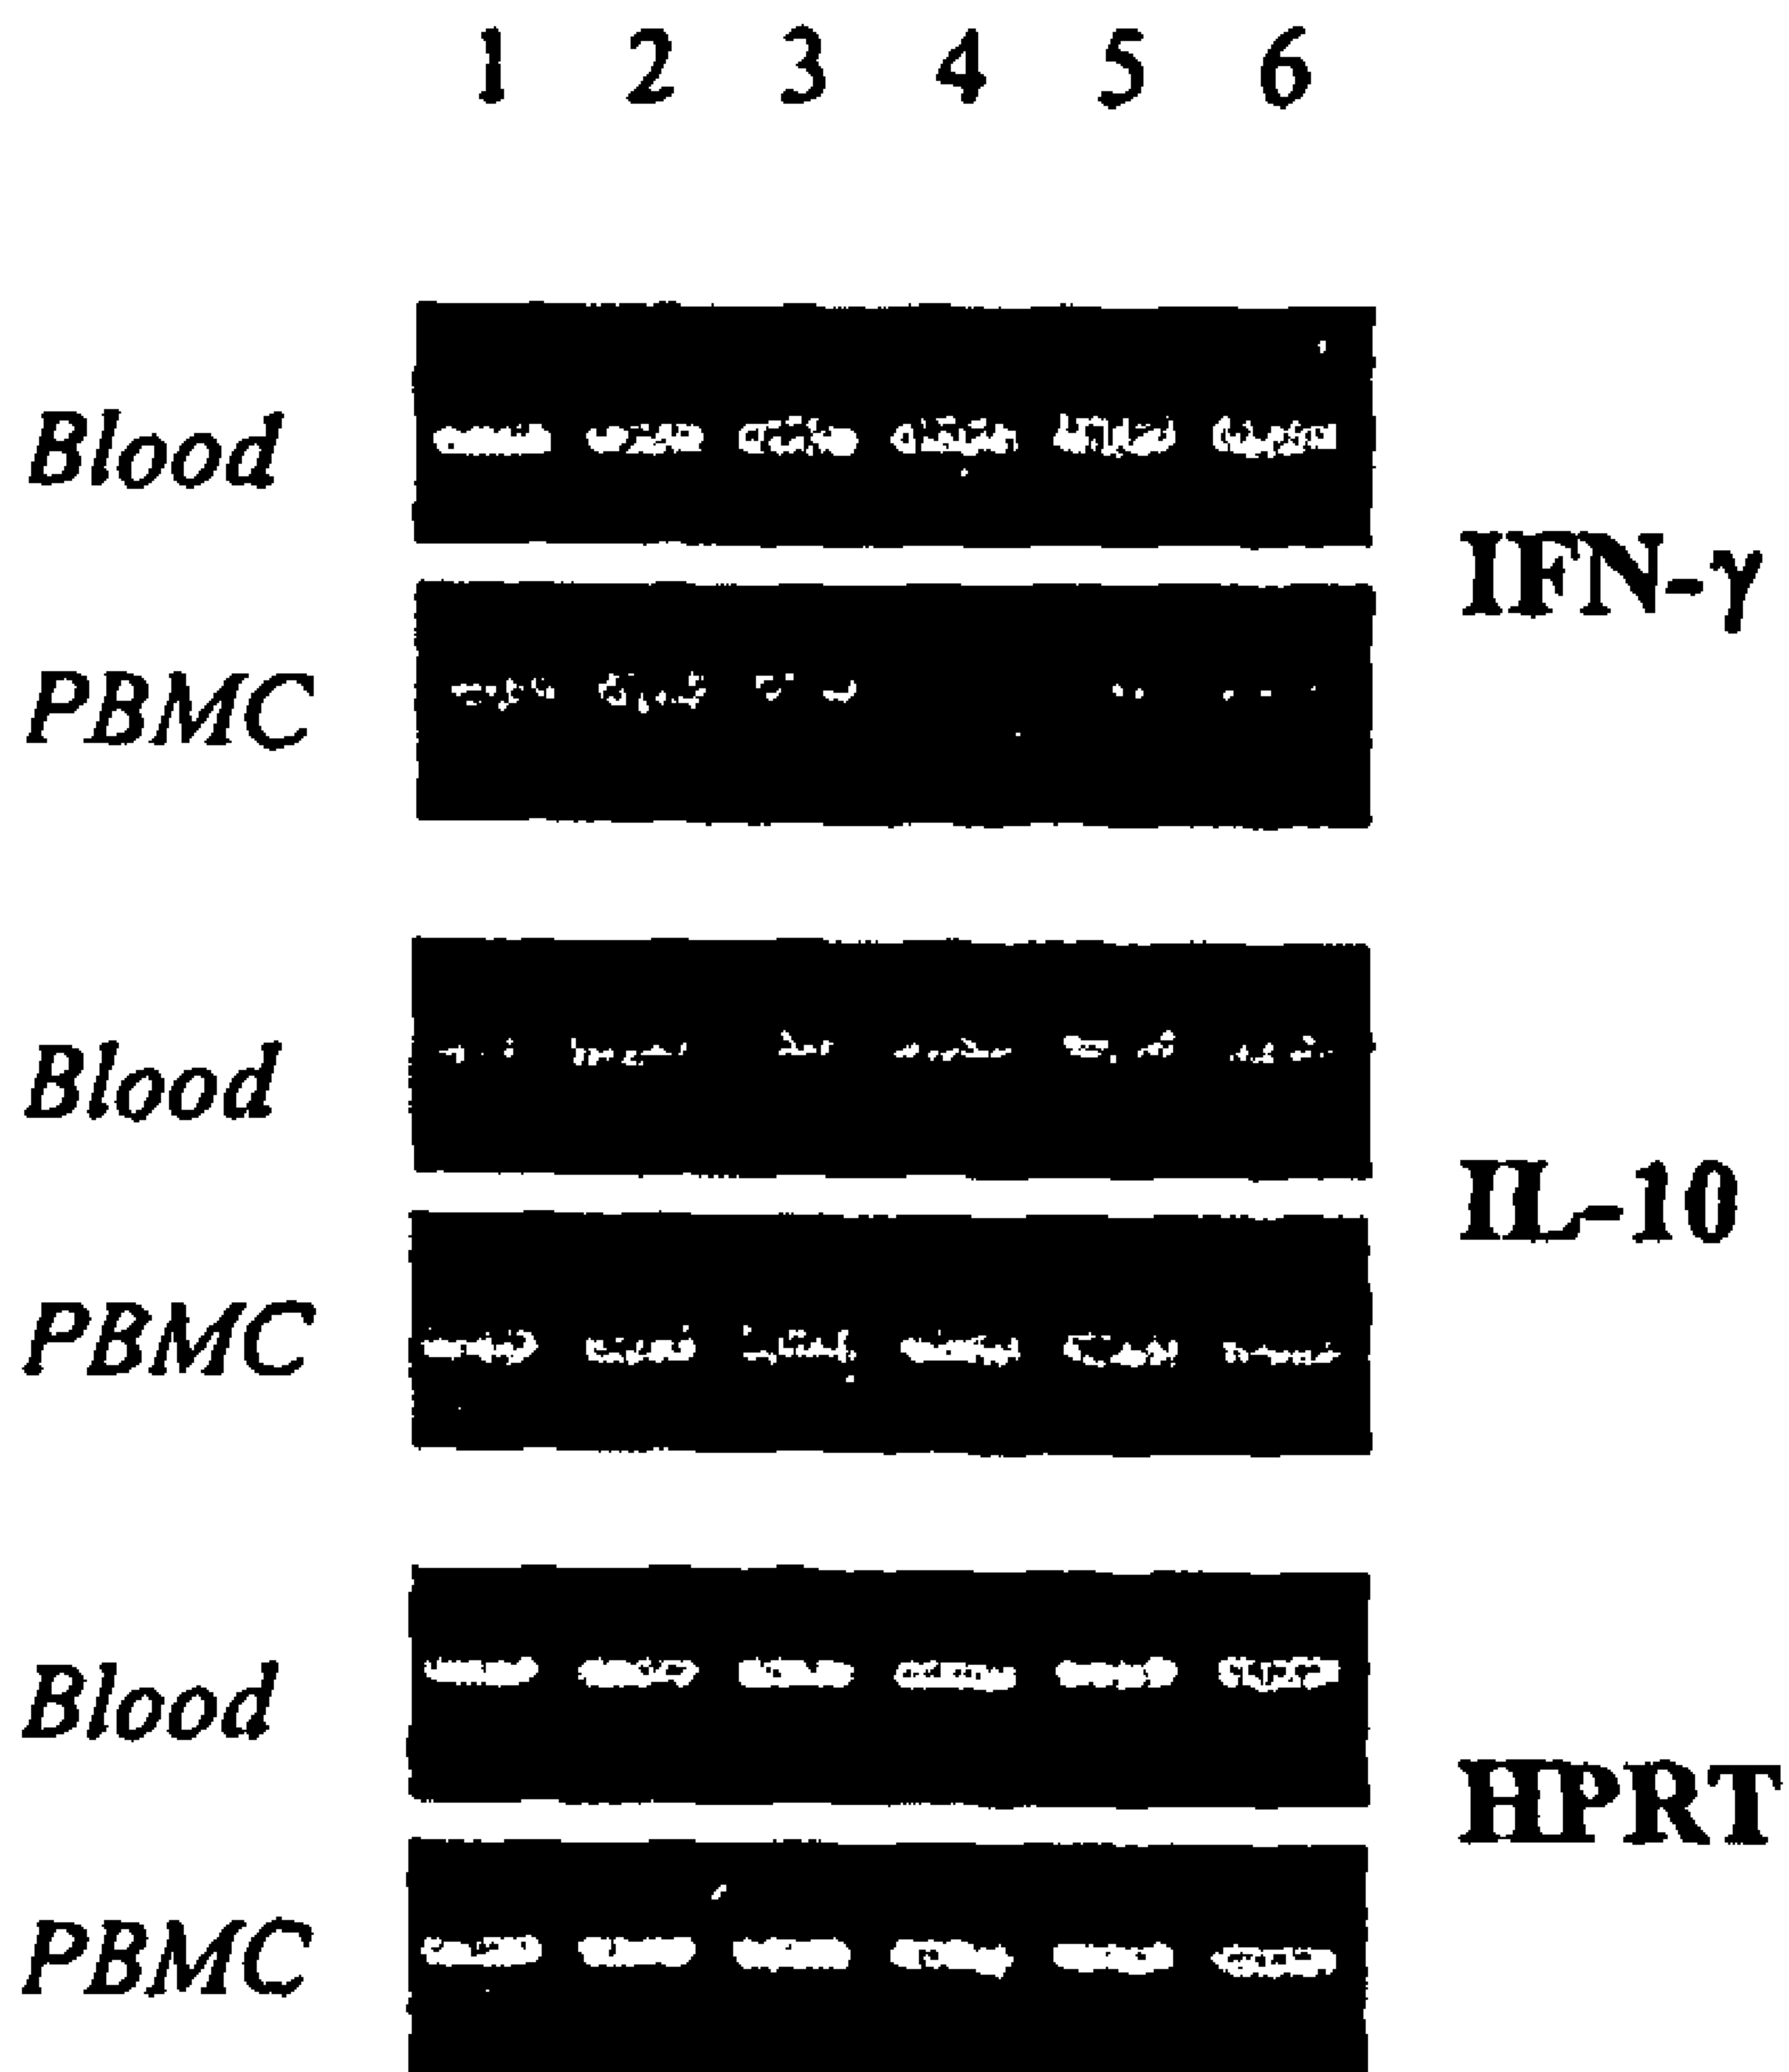 1 2 3 4 5 6
Blood
IFN-γ
PBMC
Blood
IL-10
PBMC
Blood
HPRT
PBMC